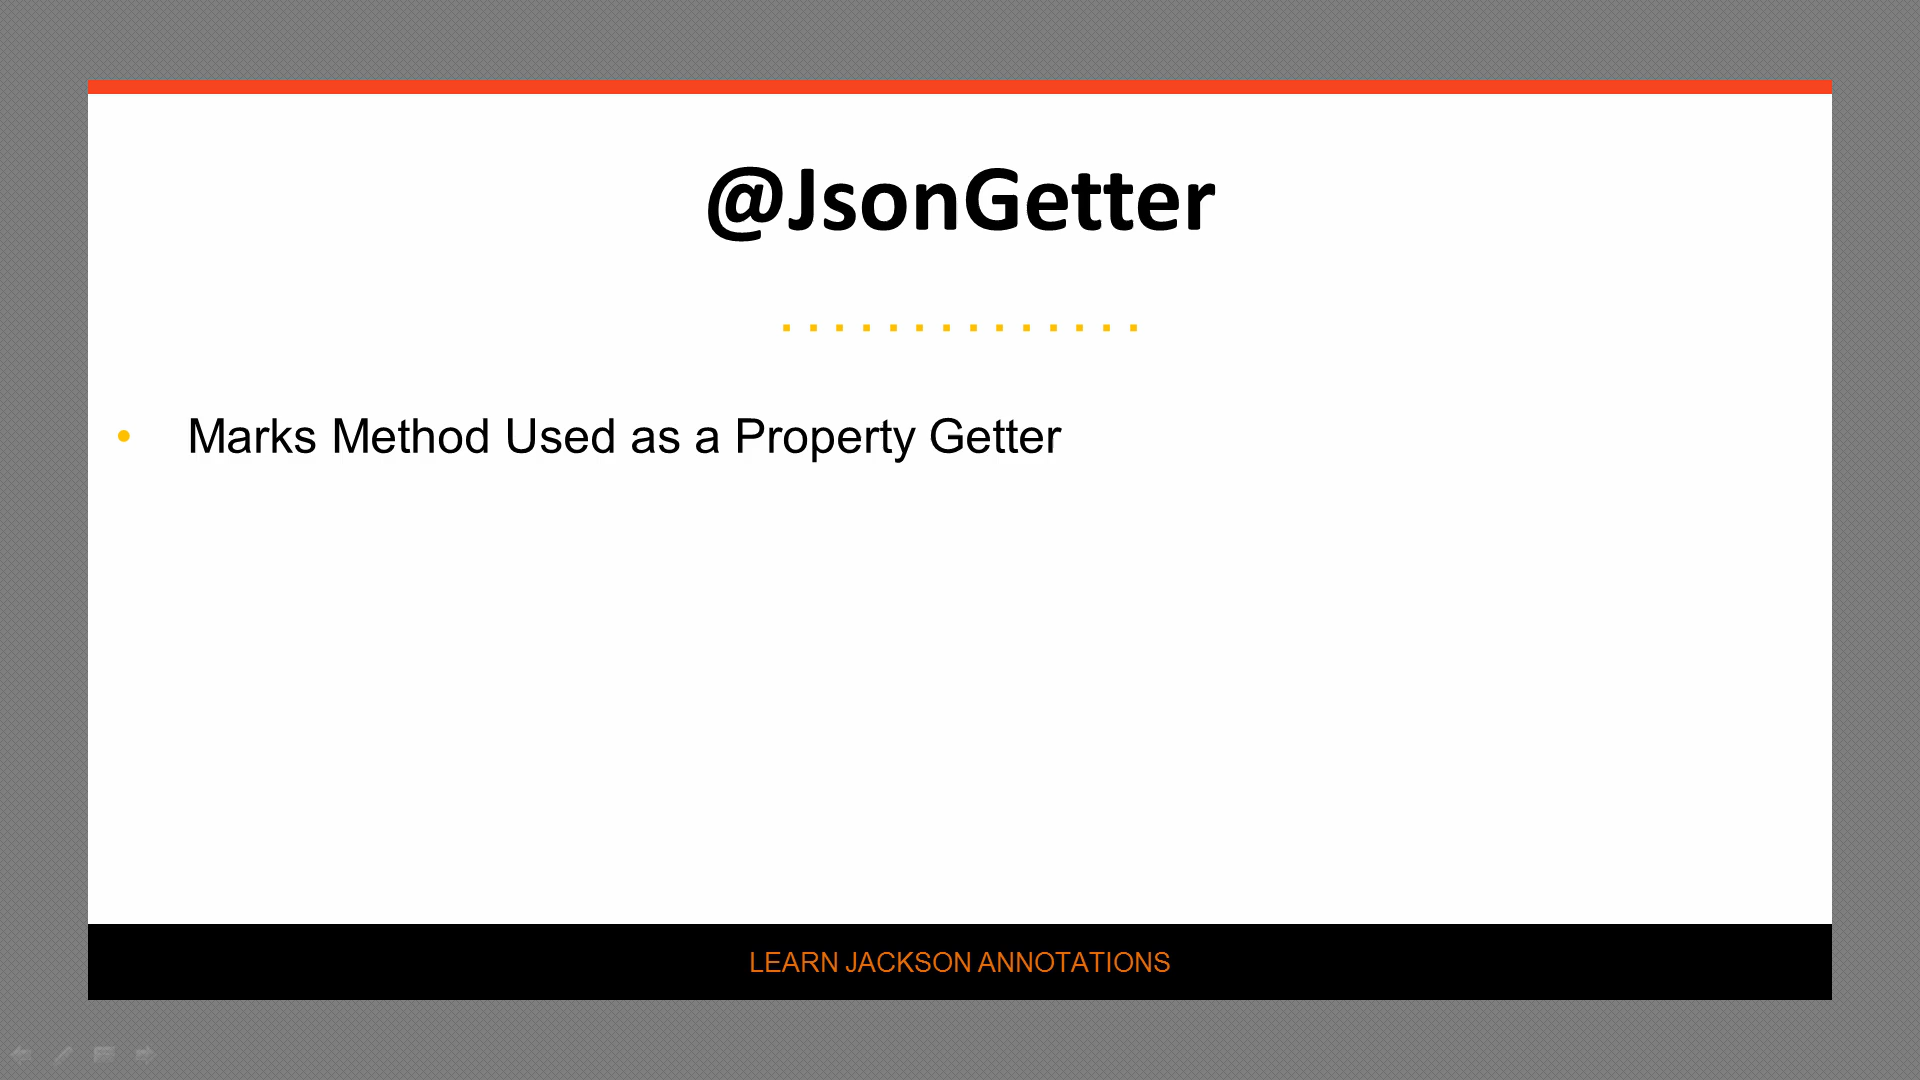 @JsonGetter
• Marks Method Used as a Property Getter
LEARN JACKSON ANNOTATIONS